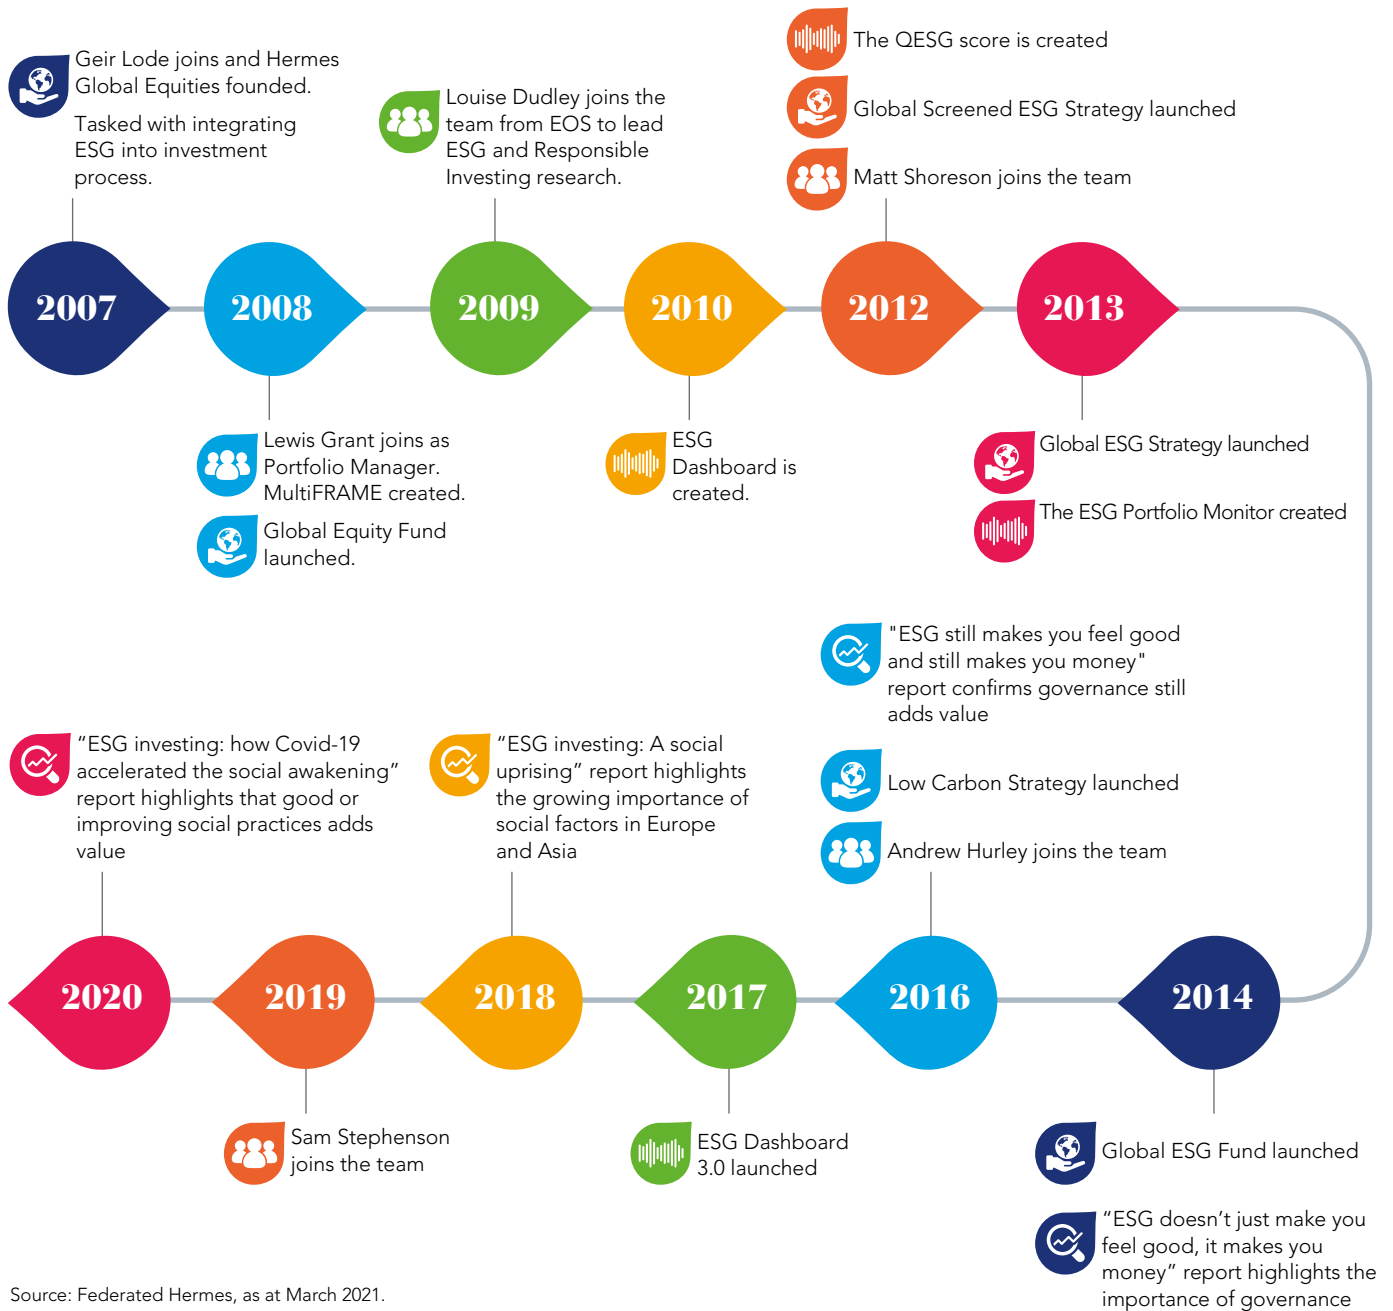 Geir Lode joins and Hermes
Global Equities founded.
Tasked with integrating
ESG into investment
process.
2007
Lewis Grant joins as
Portfolio Manager.
MultiFRAME created.
Global Equity Fund
launched.
2008
Louise Dudley joins the
team from EOS to lead
ESG and Responsible
Investing research.
2009
ESG
Dashboard is
created.
2010
The QESG score is created
Global Screened ESG Strategy launched
Matt Shoreson joins the team
2012
2013
Global ESG Strategy launched
The ESG Portfolio Monitor created
2014
Global ESG Fund launched
“ESG doesn’t just make you
feel good, it makes you
money” report highlights the
importance of governance
"ESG still makes you feel good
and still makes you money"
report confirms governance still
adds value
Low Carbon Strategy launched
Andrew Hurley joins the team
2016
2017
ESG Dashboard
3.0 launched
“ESG investing: A social
uprising” report highlights
the growing importance of
social factors in Europe
and Asia
2018
2019
Sam Stephenson
joins the team
“ESG investing: how Covid-19
accelerated the social awakening”
report highlights that good or
improving social practices adds
value
2020
Source: Federated Hermes, as at March 2021.